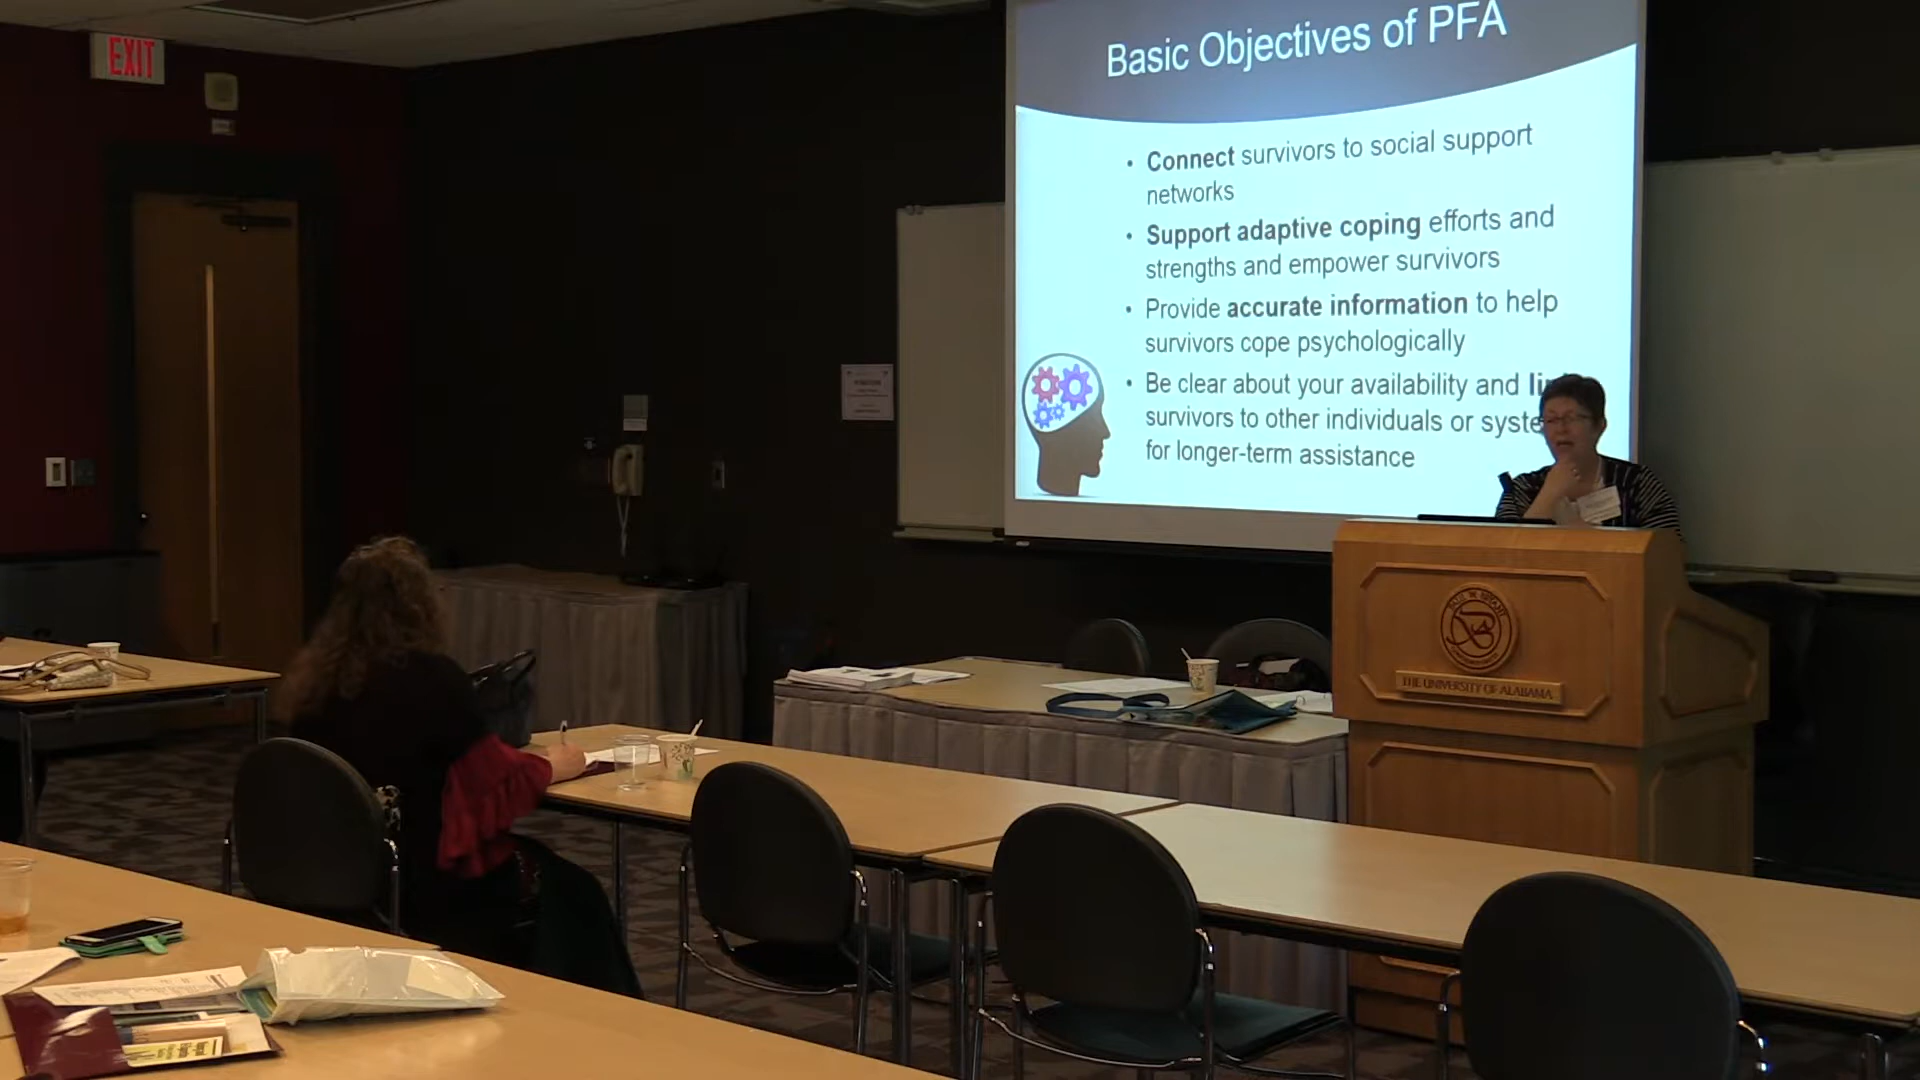 EXIT
Basic Objectives of PFA
• Connect survivors to social support
networks
• Support adaptive coping efforts and
strengths and empower survivors
• Provide accurate information to help
survivors cope psychologically
• Be clear about your availability and
survivors to other individuals or
for longer-term assistance
THE UNIVERSITY OF ALABAMA